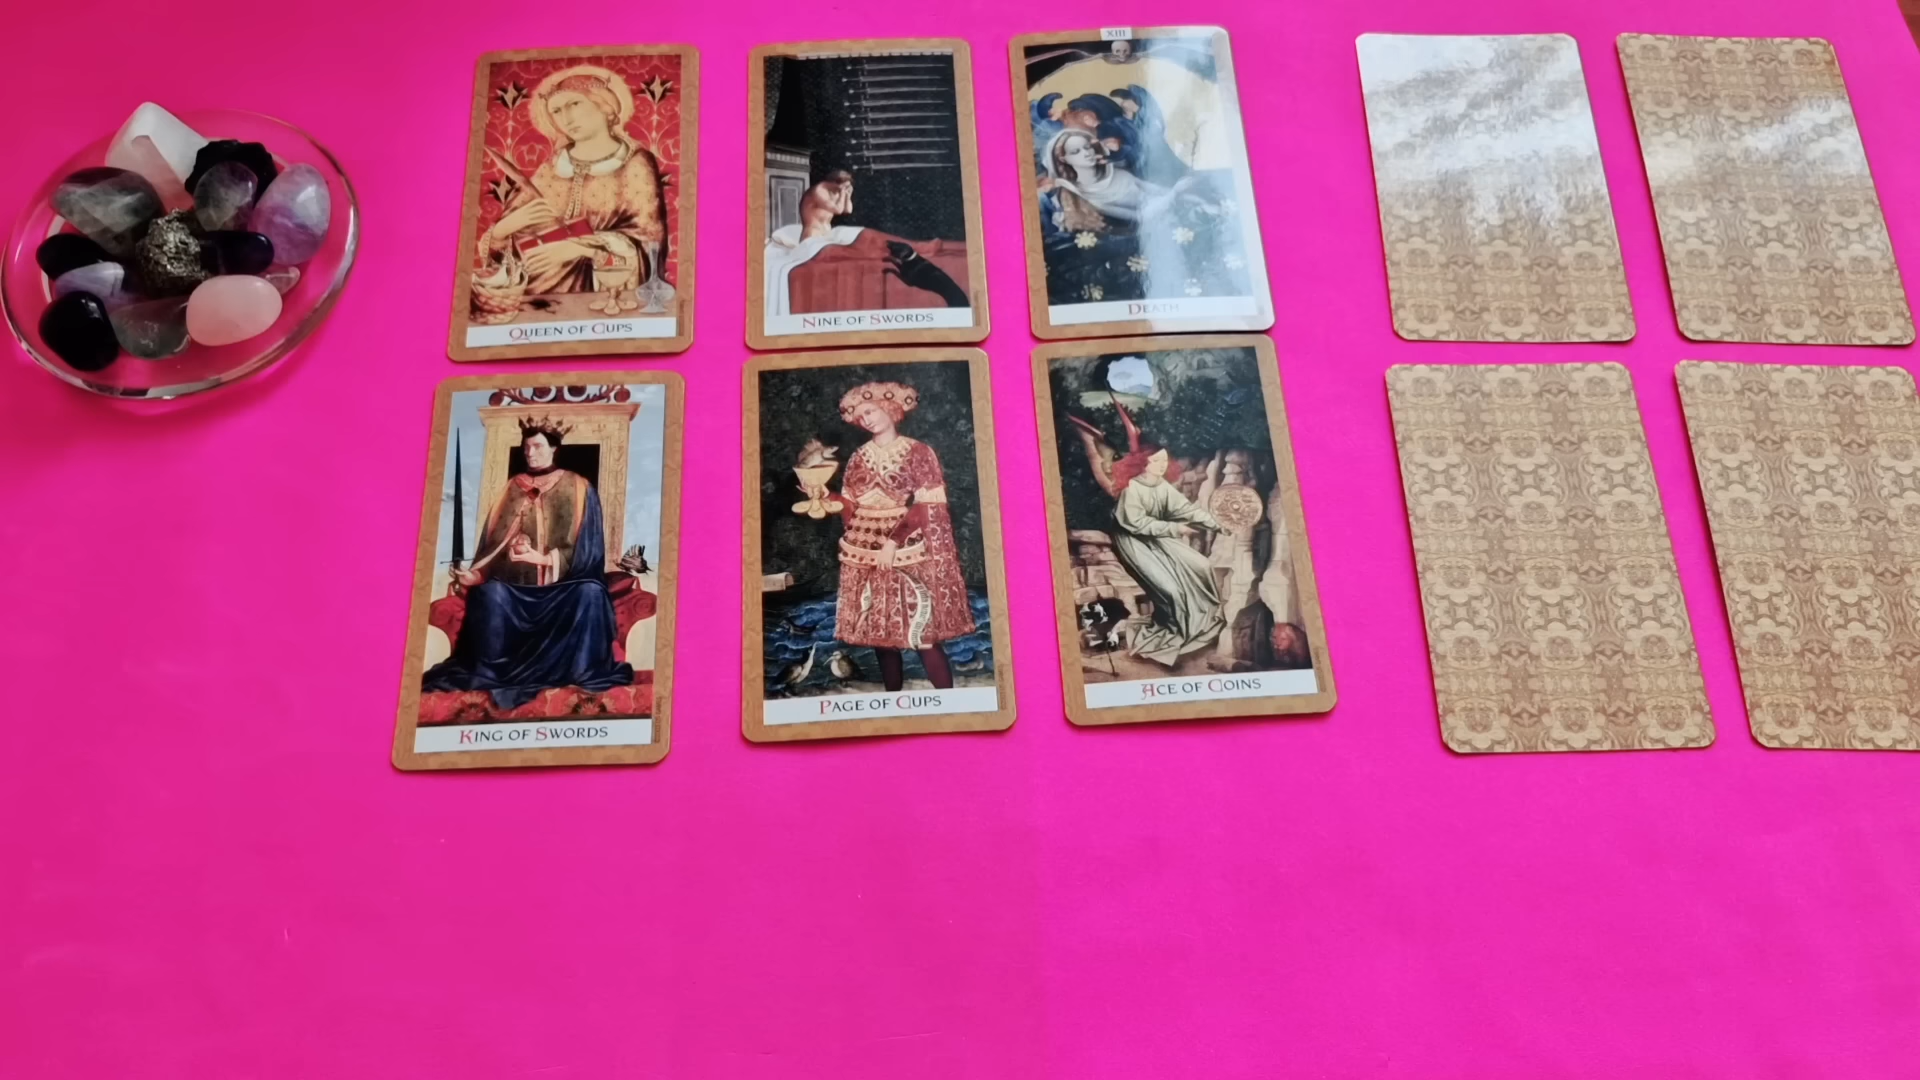 XIII
QUEEN OF CUPS
NINE OF SWORDS
DEATH
KING OF SWORDS
PAGE OF CUPS
ACE OF COINS